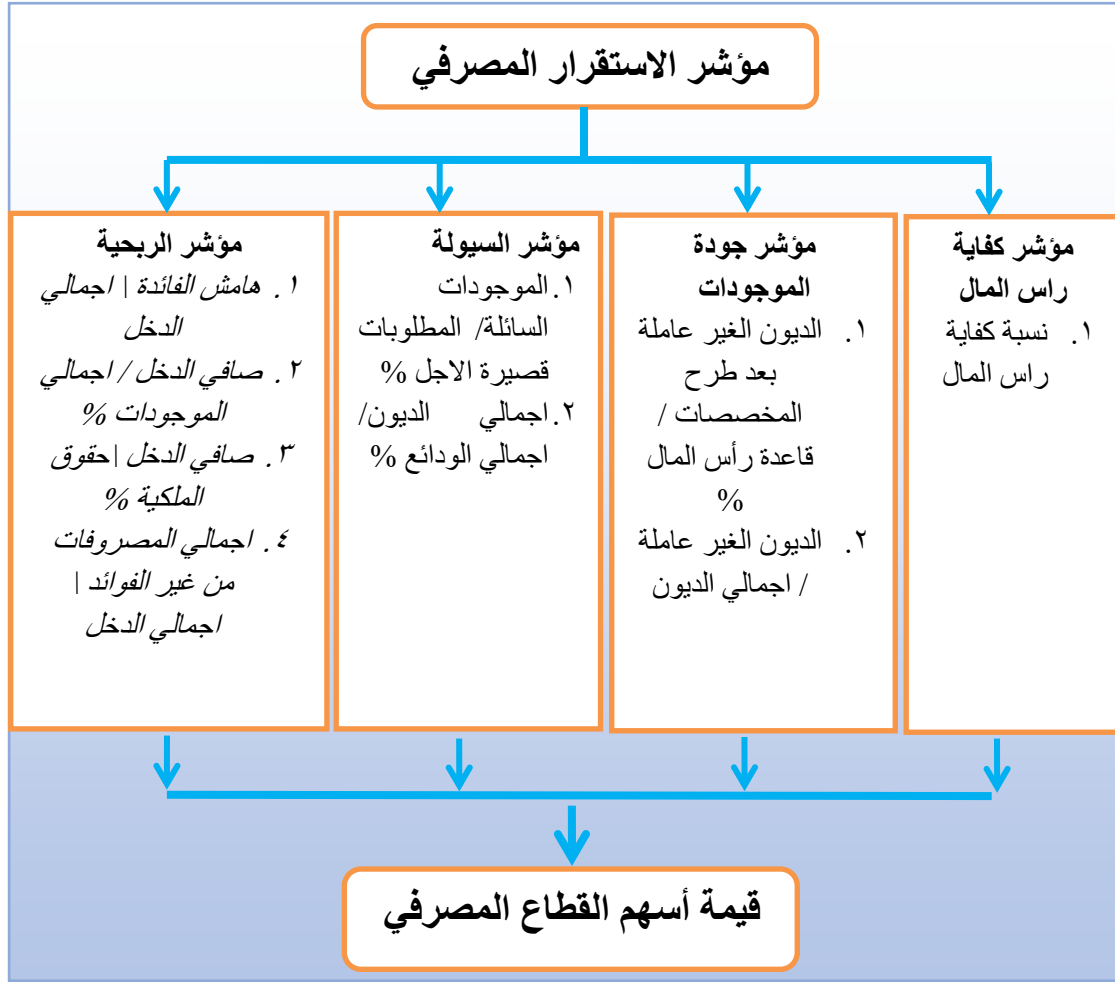 مؤشر الاستقرار المصرفي
مؤشر كفاية
راس المال
١. نسبة كفاية
راس المال
مؤشر جودة
الموجودات
١. الديون الغير عاملة
بعد طرح
المخصصات /
قاعدة رأس المال
%
٢. الديون الغير عاملة
/ اجمالي الديون
مؤشر السيولة
١. الموجودات
السائلة/ المطلوبات
قصيرة الاجل %
٢. اجمالي الديون/
اجمالي الودائع %
مؤشر الربحية
١. هامش الفائدة | اجمالي
الدخل
٢. صافي الدخل / اجمالي
الموجودات %
٣. صافي الدخل |حقوق
الملكية %
٤. اجمالي المصروفات
من غير الفوائد |
اجمالي الدخل
قيمة أسهم القطاع المصرفي